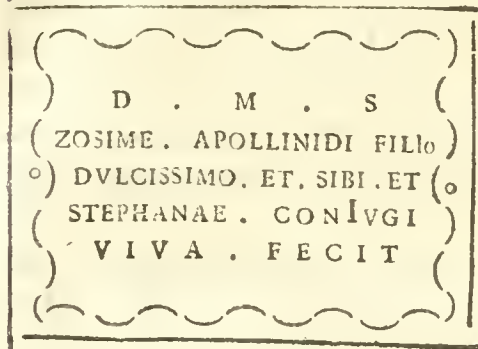 D . M . S
ZOSIME . APOLLINIDI FILIo
DVLCISSIMO . ET . SIBI . ET
STEPHANAE . CONIVGI
VIVA . FECIT